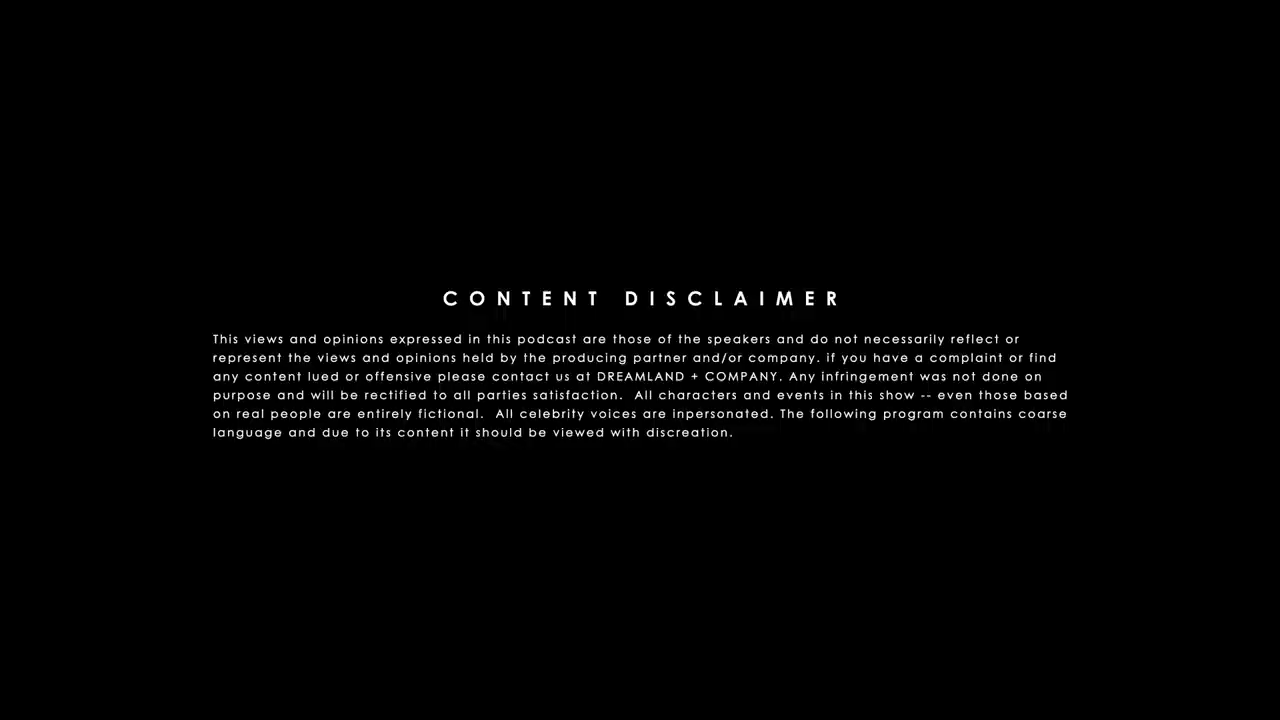 CONTENT DISCLAIMER
This views and opinions expressed in this podcast are those of the speakers and do not necessarily reflect or
represent the views and opinions held by the producing partner and/or company. if you have a complaint or find
any content lued or offensive please contact us at DREAMLAND + COMPANY. Any infringement was not done on
purpose and will be rectified to all parties satisfaction.  All characters and events in this show -- even those based
on real people are entirely fictional.  All celebrity voices are inpersonated. The following program contains coarse
language and due to its content it should be viewed with discreation.